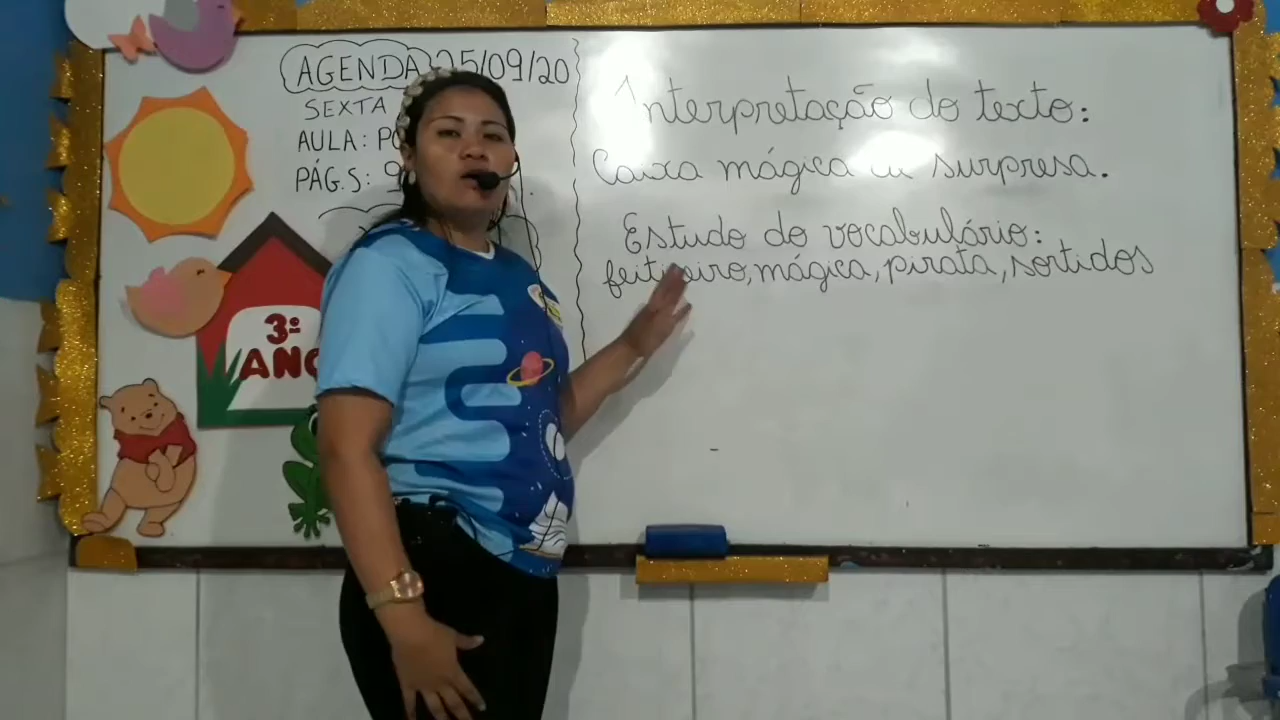 AGENDA 25/09/20
SEXTA
AULA:
PÁG.S:
3º
ANO
Interpretação do texto:
Caixa mágica surpresa.
Estudo do vocabulário:
feiticeiro, mágica, pirata, sortidos